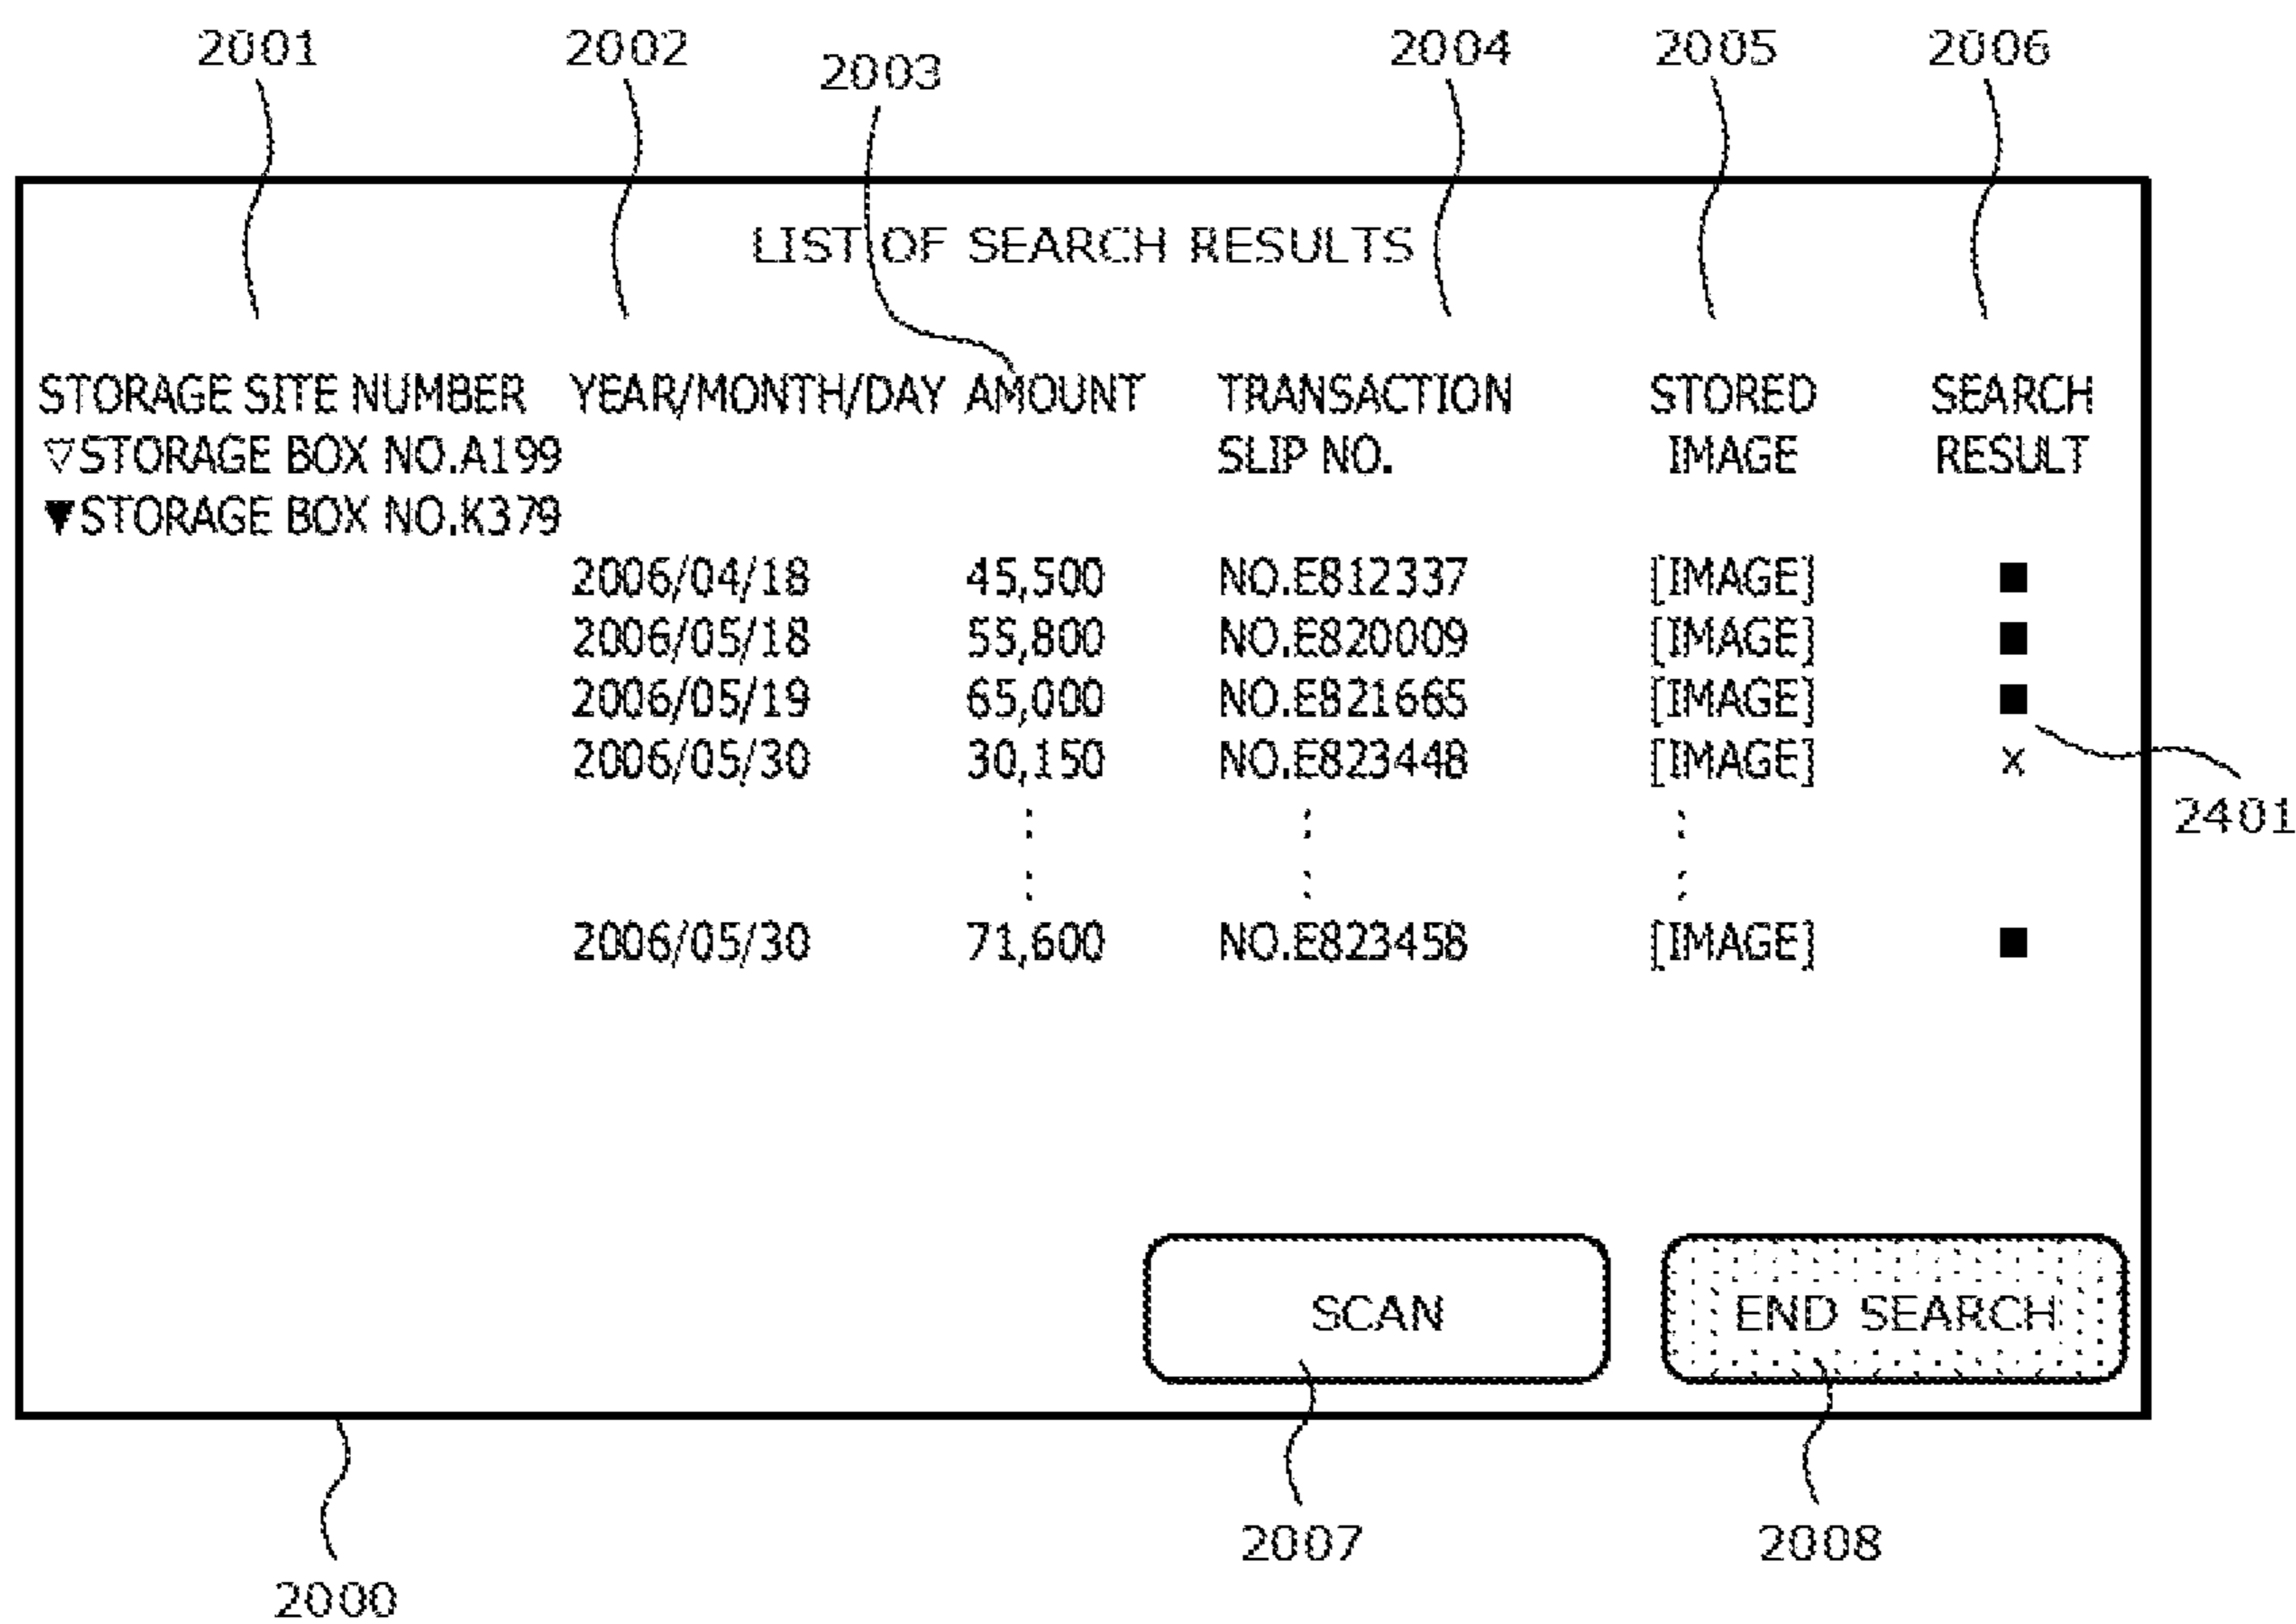 2001 2002 2003 2004 2005 2006
LIST OF SEARCH RESULTS
STORAGE SITE NUMBER YEAR/MONTH/DAY AMOUNT TRANSACTION STORED SEARCH
▽STORAGE BOX NO.A199 SLIP NO. IMAGE RESULT
▼STORAGE BOX NO.K379
2006/04/18 45,500 NO.E812337 [IMAGE] ■
2006/05/18 55,800 NO.E820009 [IMAGE] ■
2006/05/19 65,000 NO.E821665 [IMAGE] ■
2006/05/30 30,150 NO.E823448 [IMAGE] x
2401
: : :
: : :
2006/05/30 71,600 NO.E823458 [IMAGE] ■
SCAN END SEARCH
2007 2008
2000